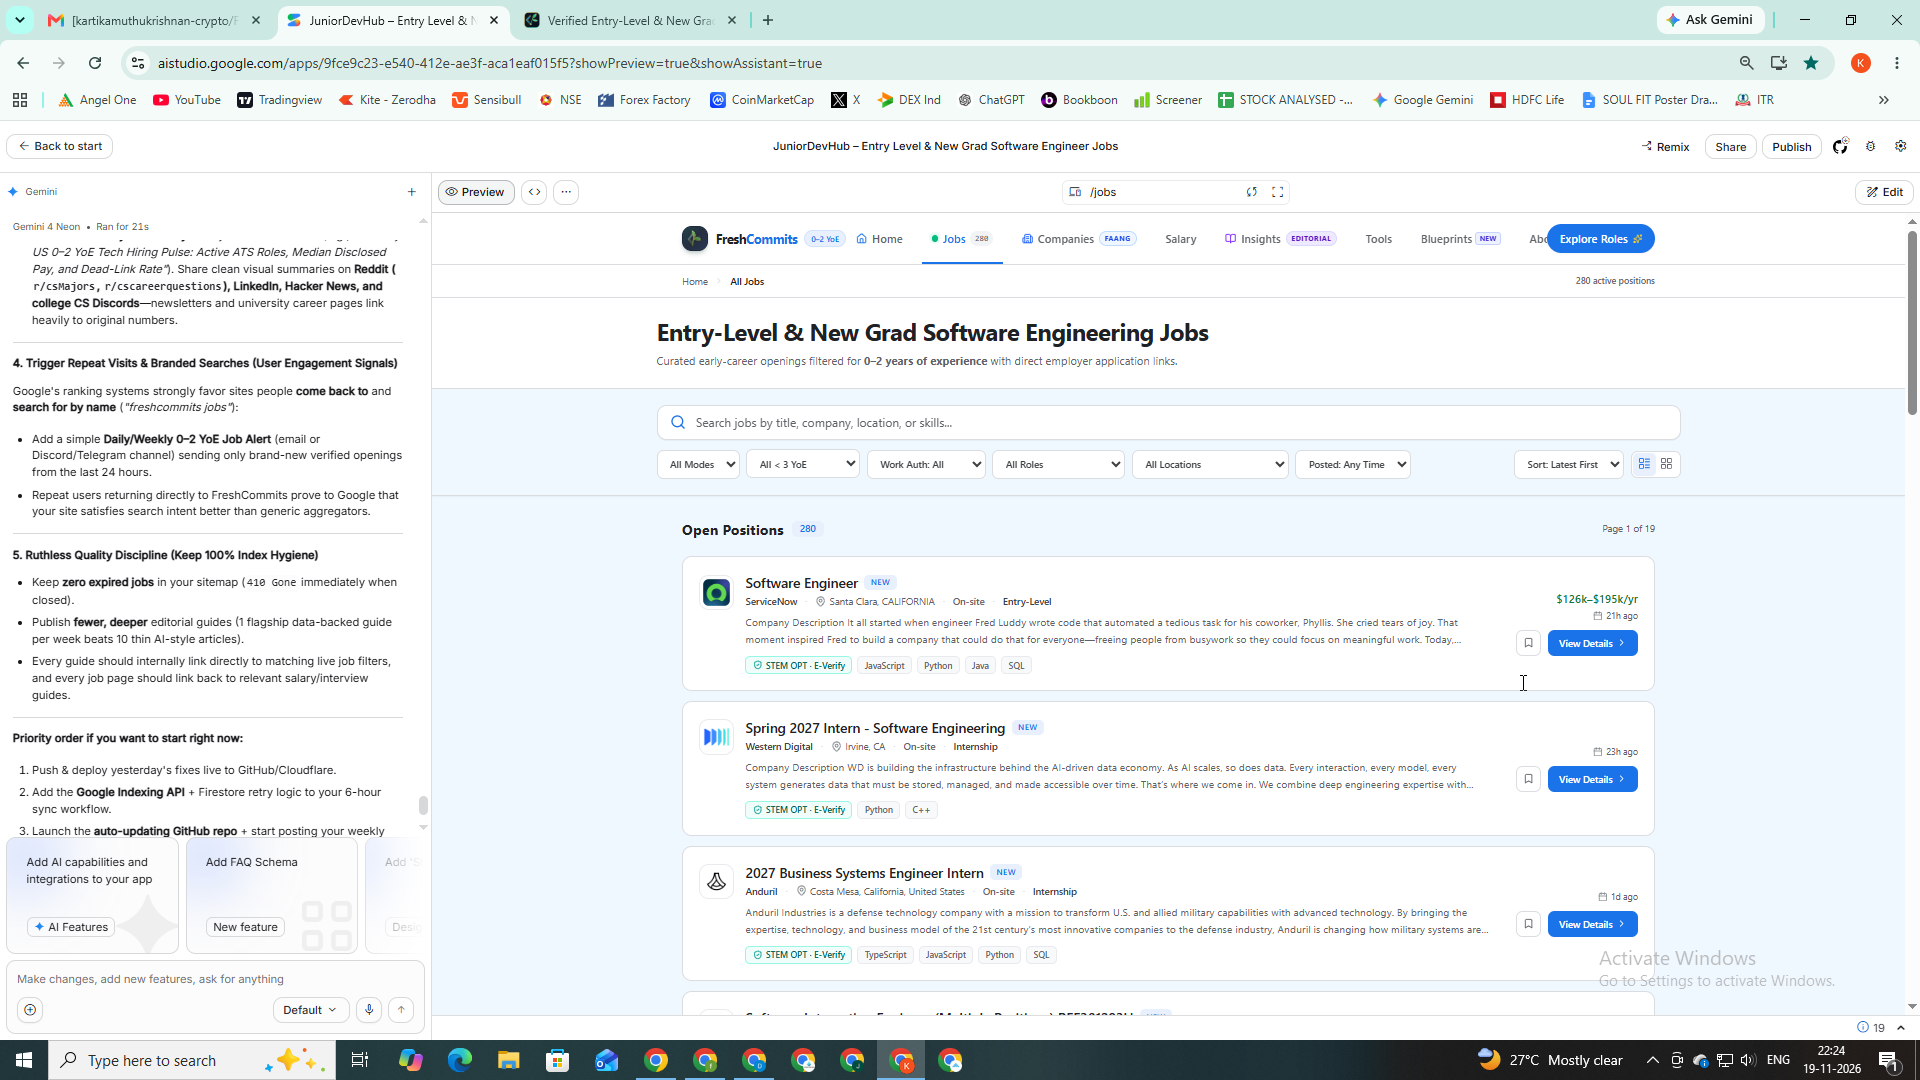 [kartikamuthukrishnan-crypto/F
JuniorDevHub – Entry Level & N
Verified Entry-Level & New Gra
Ask Gemini
aistudio.google.com/apps/9fce9c23-e540-412e-ae3f-aca1eaf015f5?showPreview=true&showAssistant=true
K
Angel One
YouTube
Tradingview
Kite - Zerodha
Sensibull
NSE
Forex Factory
CoinMarketCap
X
DEX Ind
ChatGPT
Bookboon
Screener
STOCK ANALYSED -...
Google Gemini
HDFC Life
SOUL FIT Poster Dra...
ITR
Back to start
JuniorDevHub – Entry Level & New Grad Software Engineer Jobs
Remix
Share
Publish
Gemini
Preview
/jobs
Edit
Gemini 4 Neon • Ran for 21s
US 0–2 YoE Tech Hiring Pulse: Active ATS Roles, Median Disclosed
Pay, and Dead-Link Rate"). Share clean visual summaries on Reddit (
r/csMajors, r/cscareerquestions), LinkedIn, Hacker News, and
college CS Discords—newsletters and university career pages link
heavily to original numbers.
4. Trigger Repeat Visits & Branded Searches (User Engagement Signals)
Google's ranking systems strongly favor sites people come back to and
search for by name ("freshcommits jobs"):
• Add a simple Daily/Weekly 0–2 YoE Job Alert (email or
Discord/Telegram channel) sending only brand-new verified openings
from the last 24 hours.
• Repeat users returning directly to FreshCommits prove to Google that
your site satisfies search intent better than generic aggregators.
5. Ruthless Quality Discipline (Keep 100% Index Hygiene)
• Keep zero expired jobs in your sitemap (410 Gone immediately when
closed).
• Publish fewer, deeper editorial guides (1 flagship data-backed guide
per week beats 10 thin AI-style articles).
• Every guide should internally link directly to matching live job filters,
and every job page should link back to relevant salary/interview
guides.
Priority order if you want to start right now:
1. Push & deploy yesterday's fixes live to GitHub/Cloudflare.
2. Add the Google Indexing API + Firestore retry logic to your 6-hour
sync workflow.
3. Launch the auto-updating GitHub repo + start posting your weekly
Add AI capabilities and
integrations to your app
AI Features
Add FAQ Schema
New feature
Add 'S
Desig
Make changes, add new features, ask for anything
Default
FreshCommits
0–2 YoE
Home
Jobs 280
Companies FAANG
Salary
Insights EDITORIAL
Tools
Blueprints NEW
Abo
Explore Roles
Home
All Jobs
280 active positions
Entry-Level & New Grad Software Engineering Jobs
Curated early-career openings filtered for 0–2 years of experience with direct employer application links.
Search jobs by title, company, location, or skills...
All Modes
All < 3 YoE
Work Auth: All
All Roles
All Locations
Posted: Any Time
Sort: Latest First
Open Positions 280
Page 1 of 19
Software Engineer NEW
ServiceNow
Santa Clara, CALIFORNIA
On-site
Entry-Level
Company Description It all started when engineer Fred Luddy wrote code that automated a tedious task for his coworker, Phyllis. She cried tears of joy. That
moment inspired Fred to build a company that could do that for everyone—freeing people from busywork so they could focus on meaningful work. Today,...
STEM OPT · E-Verify
JavaScript
Python
Java
SQL
$126k–$195k/yr
21h ago
View Details
Spring 2027 Intern - Software Engineering NEW
Western Digital
Irvine, CA
On-site
Internship
Company Description WD is building the infrastructure behind the AI-driven data economy. As AI scales, so does data. Every interaction, every model, every
system generates data that must be stored, managed, and made accessible over time. That's where we come in. We combine deep engineering expertise with...
STEM OPT · E-Verify
Python
C++
23h ago
View Details
2027 Business Systems Engineer Intern NEW
Anduril
Costa Mesa, California, United States
On-site
Internship
Anduril Industries is a defense technology company with a mission to transform U.S. and allied military capabilities with advanced technology. By bringing the
expertise, technology, and business model of the 21st century's most innovative companies to the defense industry, Anduril is changing how military systems are...
STEM OPT · E-Verify
TypeScript
JavaScript
Python
SQL
1d ago
View Details
Activate Windows
Go to Settings to activate Windows.
19
Type here to search
27°C Mostly clear
ENG
22:24
19-11-2026
1